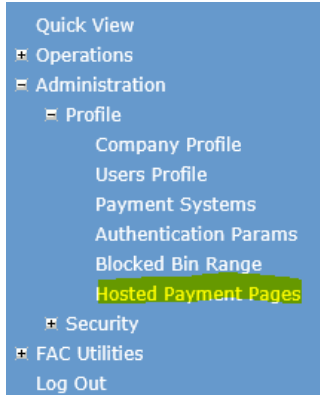 Quick View
Operations
Administration
Profile
Company Profile
Users Profile
Payment Systems
Authentication Params
Blocked Bin Range
Hosted Payment Pages
Security
FAC Utilities
Log Out